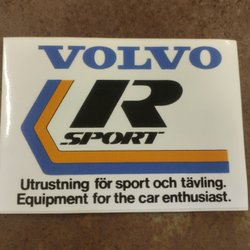 VOLVO
R
SPORT
Utrustning för sport och tävling.
Equipment for the car enthusiast.